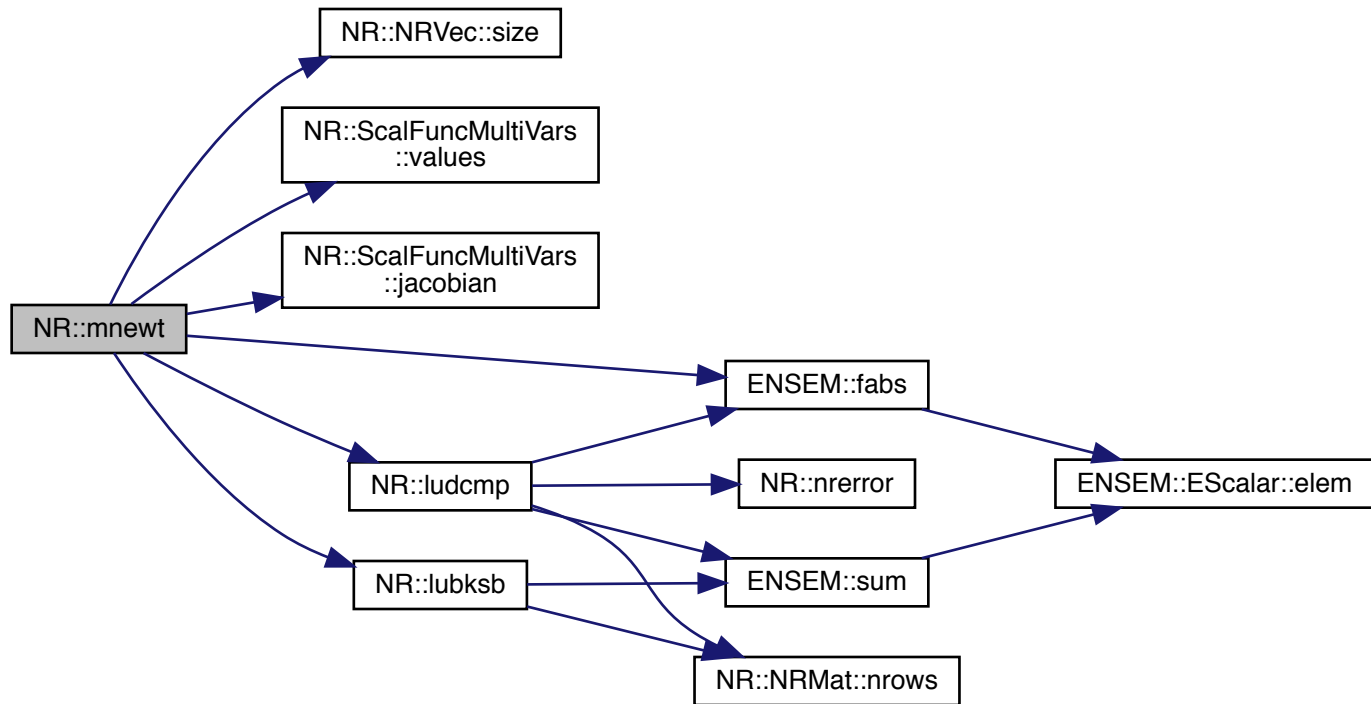 NR::NRVec::size
NR::ScalFuncMultiVars
::values
NR::ScalFuncMultiVars
::jacobian
NR::mnewt
ENSEM::fabs
NR::ludcmp
NR::nrerror
ENSEM::EScalar::elem
NR::lubksb
ENSEM::sum
NR::NRMat::nrows